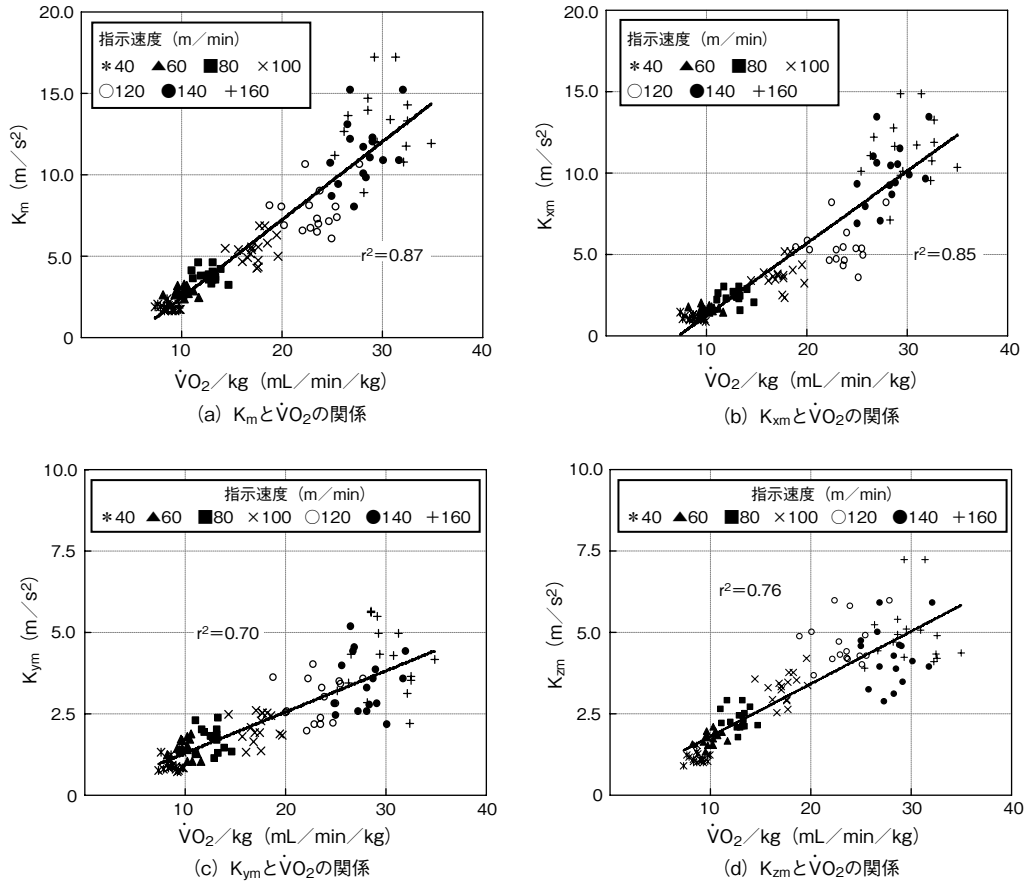 20.0
15.0
10.0
5.0
0
指示速度（m／min）
＊40 ▲60 ■80 ×100
○120 ●140 ＋160
Km（m／s²）
r²＝0.87
10 20 30 40
V̇O₂／kg（mL／min／kg）
(a) KmとV̇O₂の関係
20.0
15.0
10.0
5.0
0
指示速度（m／min）
＊40 ▲60 ■80 ×100
○120 ●140 ＋160
Kxm（m／s²）
r²＝0.85
10 20 30 40
V̇O₂／kg（mL／min／kg）
(b) KxmとV̇O₂の関係
10.0
7.5
5.0
2.5
0
指示速度（m／min）
＊40 ▲60 ■80 ×100 ○120 ●140 ＋160
Kym（m／s²）
r²＝0.70
10 20 30 40
V̇O₂／kg（mL／min／kg）
(c) KymとV̇O₂の関係
10.0
7.5
5.0
2.5
0
指示速度（m／min）
＊40 ▲60 ■80 ×100 ○120 ●140 ＋160
Kzm（m／s²）
r²＝0.76
10 20 30 40
V̇O₂／kg（mL／min／kg）
(d) KzmとV̇O₂の関係